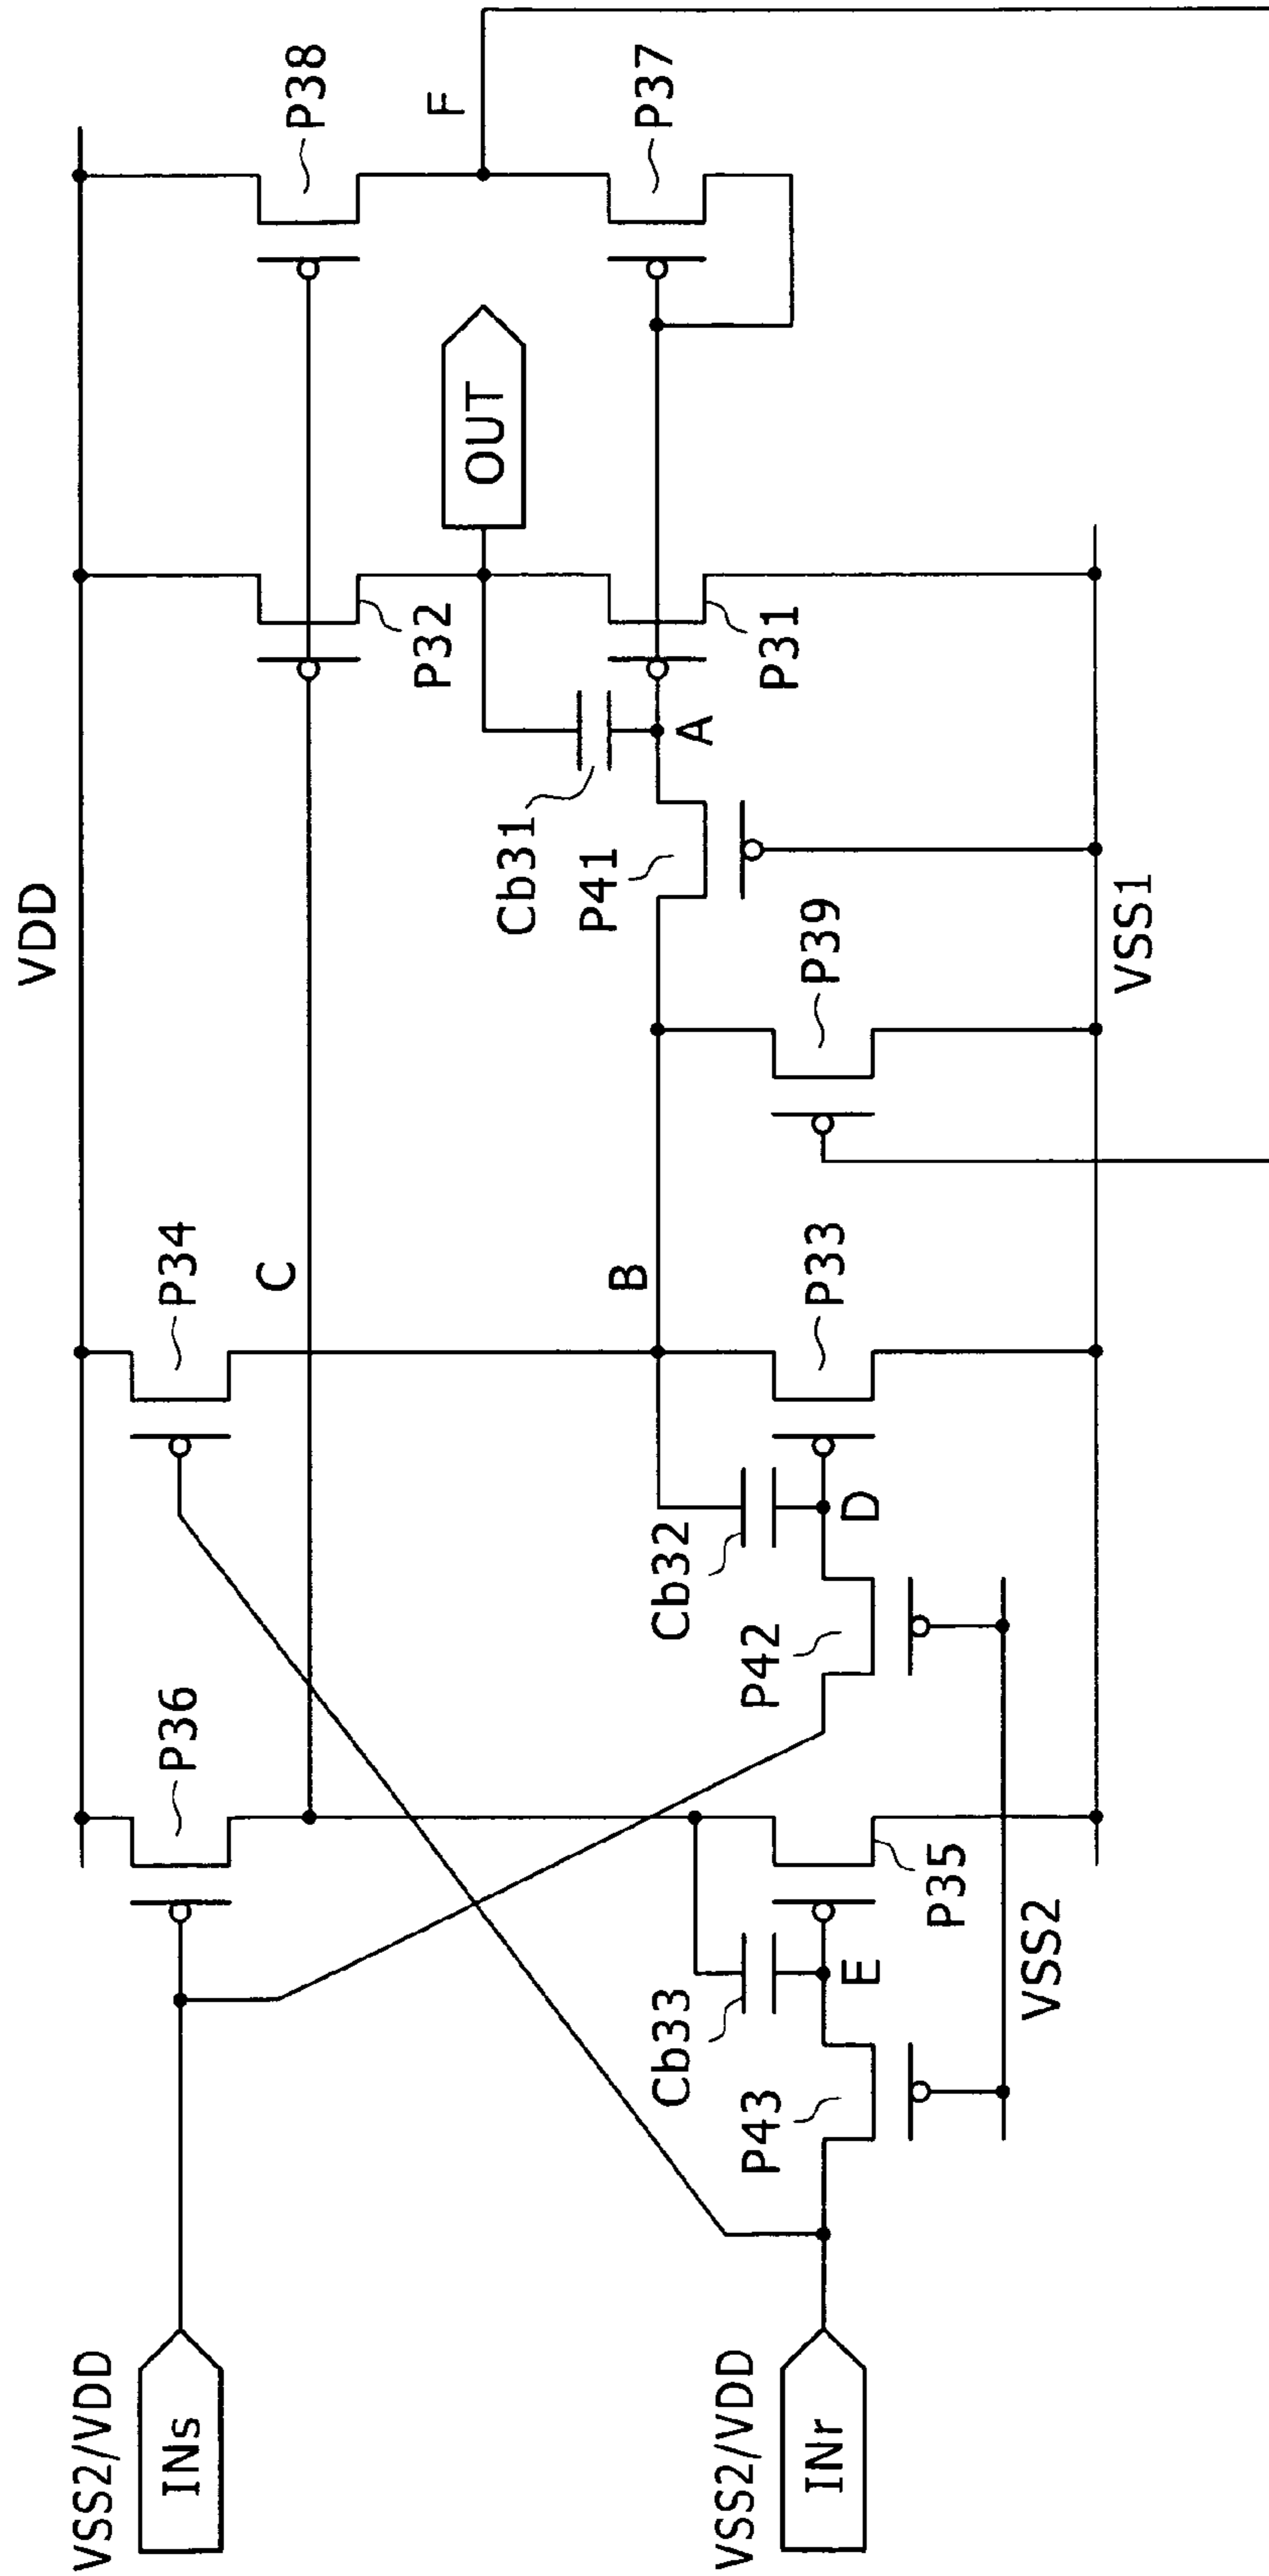 VDD
P36
P34
P38
C
F
P32
OUT
P37
VSS2/VDD
INs
Cb33
Cb32
B
Cb31
A
P31
P41
P43
P42
P33
P39
E
D
P35
VSS2/VDD
INr
VSS2
VSS1